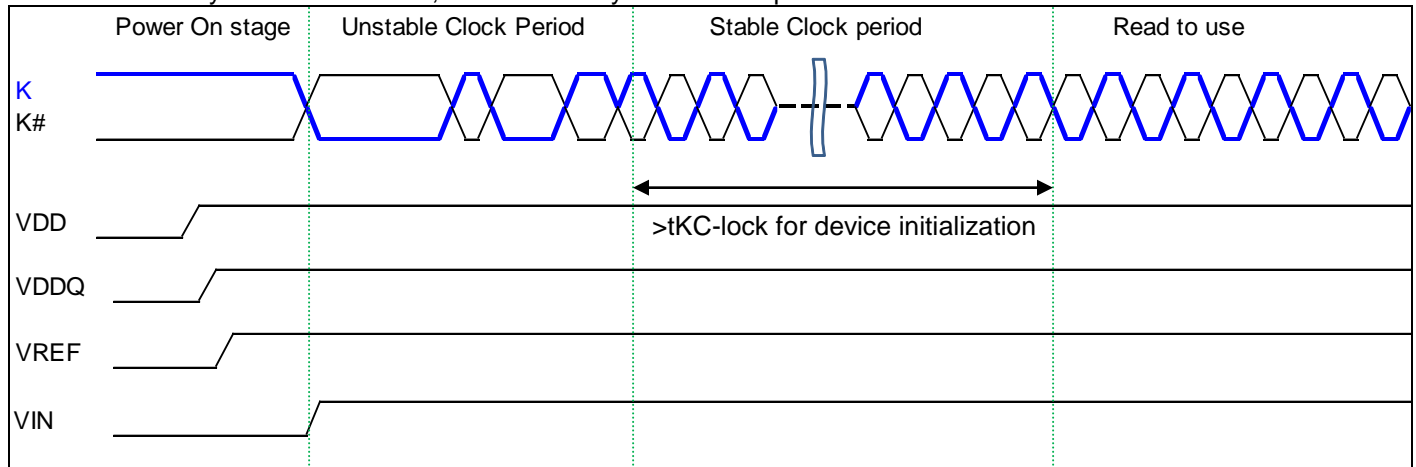 Power On stage Unstable Clock Period Stable Clock period Read to use
K
K#
>tKC-lock for device initialization
VDD
VDDQ
VREF
VIN